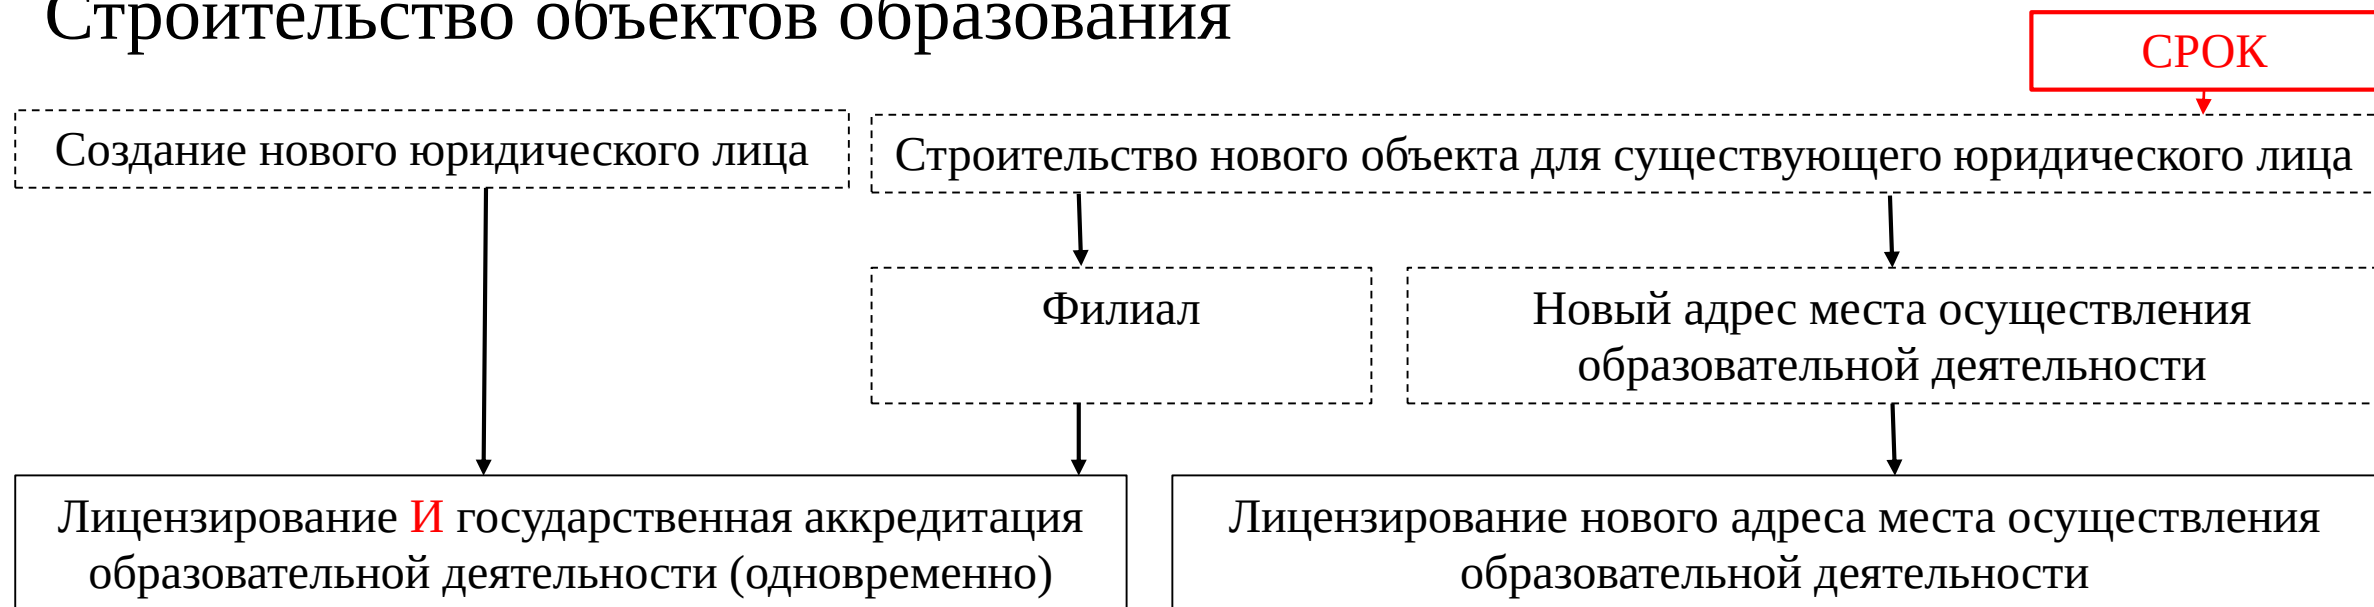 Строительство объектов образования
СРОК
Создание нового юридического лица
Строительство нового объекта для существующего юридического лица
Филиал
Новый адрес места осуществления
образовательной деятельности
Лицензирование И государственная аккредитация
образовательной деятельности (одновременно)
Лицензирование нового адреса места осуществления
образовательной деятельности